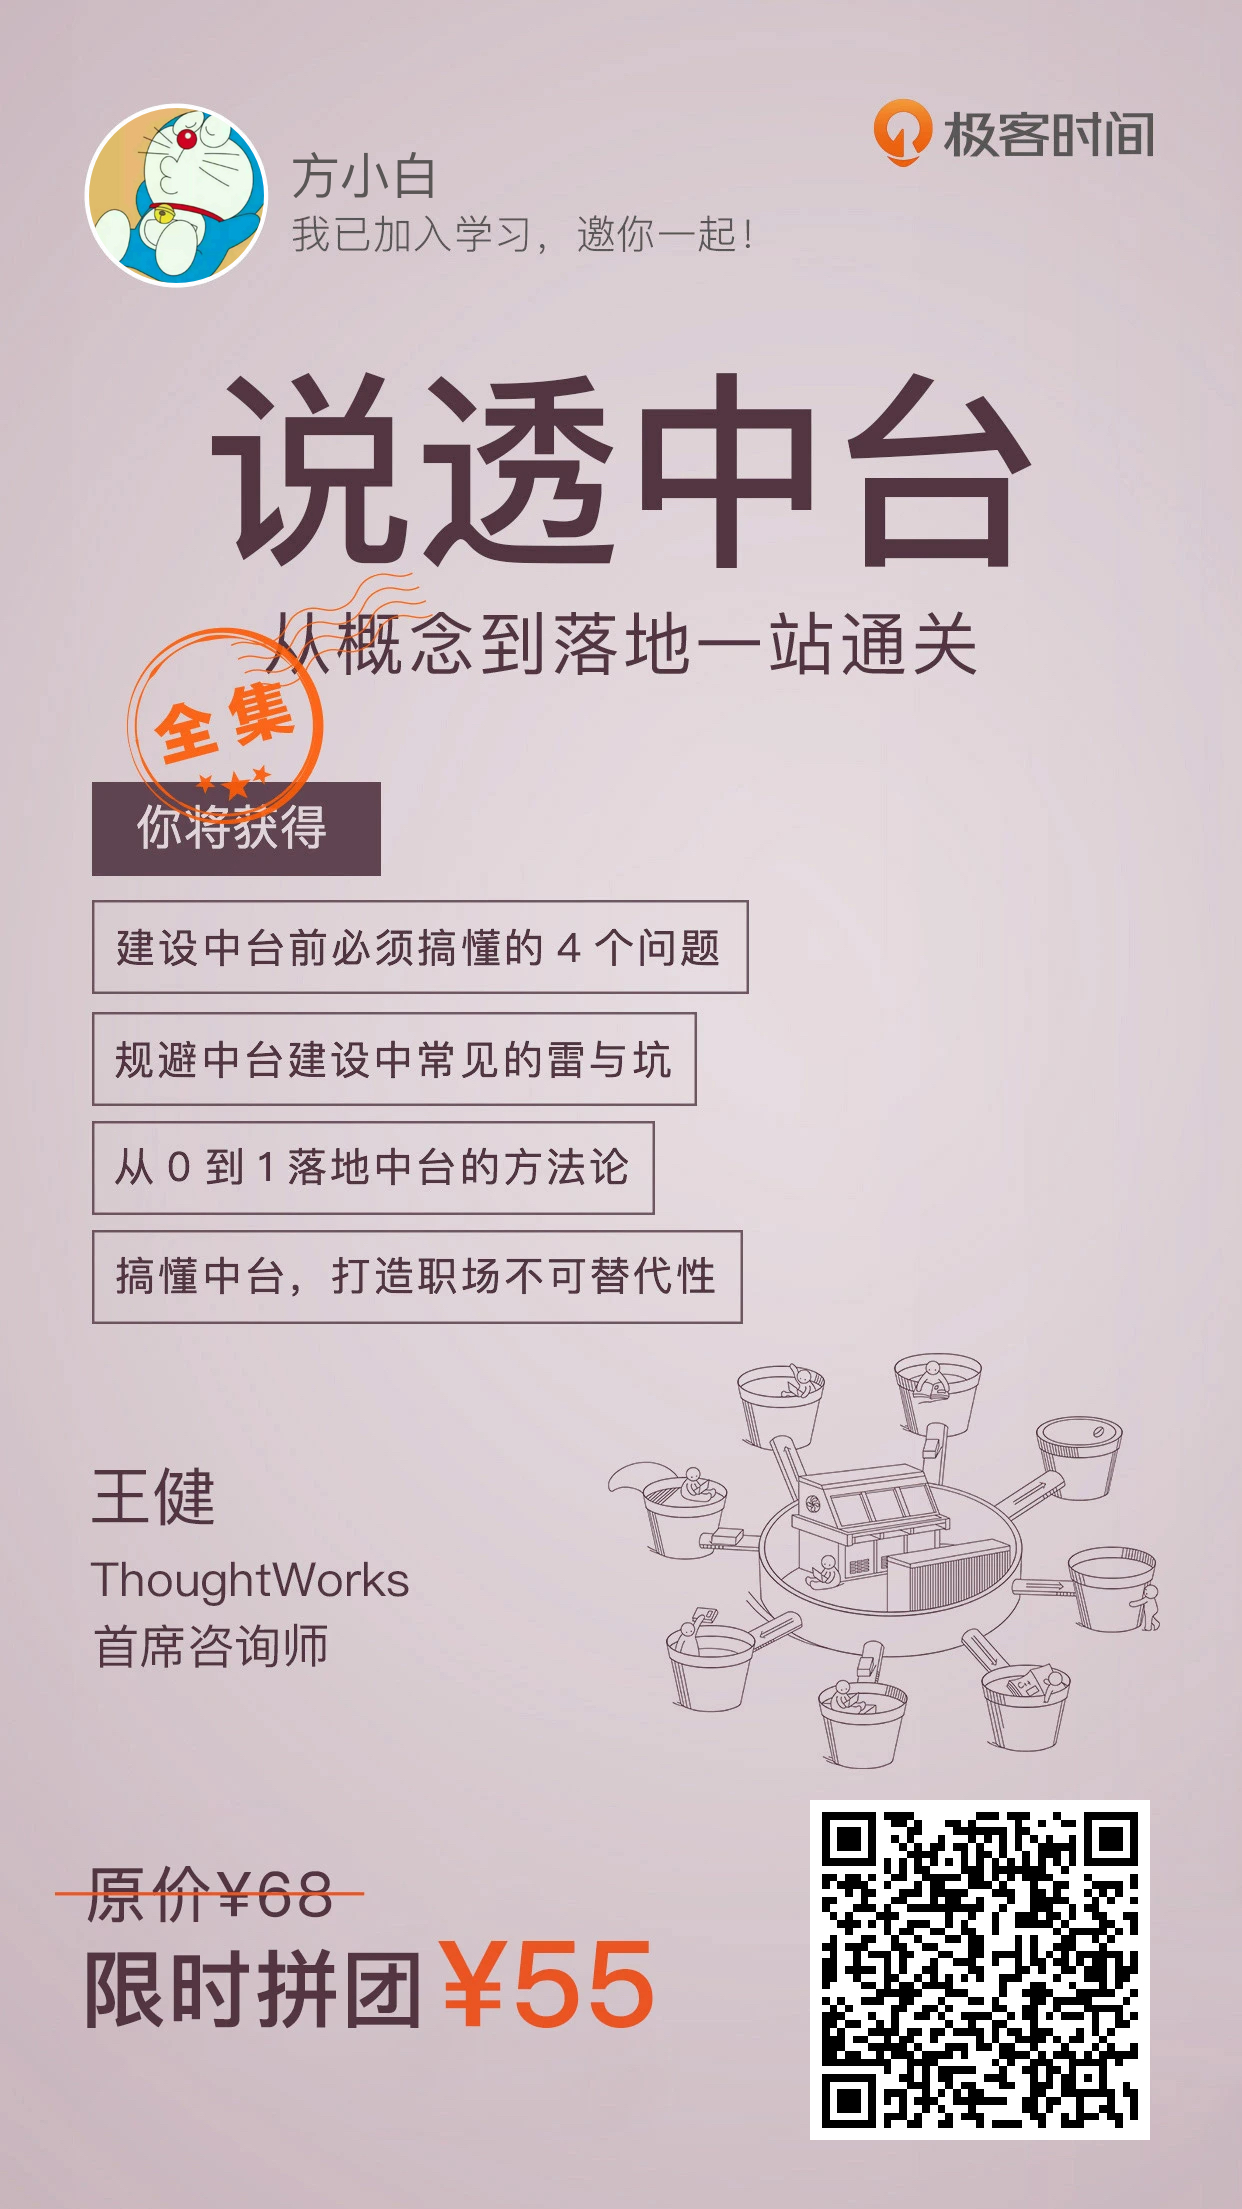 极客时间
方小白
我已加入学习，邀你一起！
说透中台
从概念到落地一站通关
全集
你将获得
建设中台前必须搞懂的 4 个问题
规避中台建设中常见的雷与坑
从 0 到 1 落地中台的方法论
搞懂中台，打造职场不可替代性
王健
ThoughtWorks
首席咨询师
原价¥68
限时拼团¥55